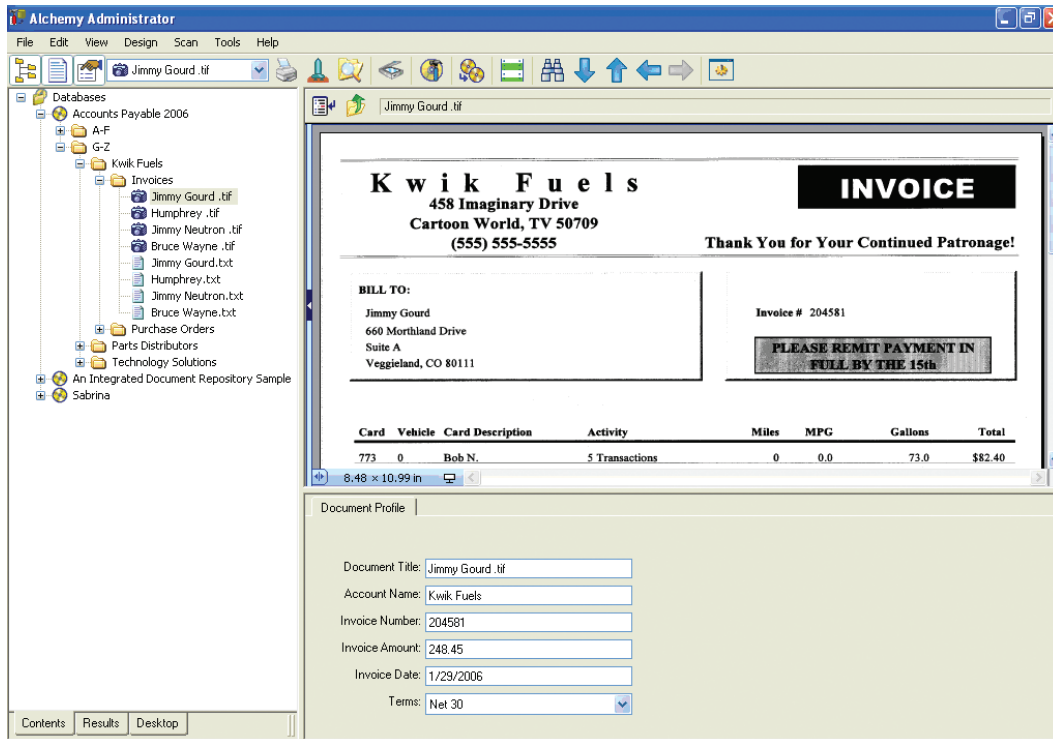 Alchemy Administrator
File Edit View Design Scan Tools Help
Jimmy Gourd .tif
Databases
Accounts Payable 2006
A-F
G-Z
Kwik Fuels
Invoices
Jimmy Gourd .tif
Humphrey .tif
Jimmy Neutron .tif
Bruce Wayne .tif
Jimmy Gourd.txt
Humphrey.txt
Jimmy Neutron.txt
Bruce Wayne.txt
Purchase Orders
Parts Distributors
Technology Solutions
An Integrated Document Repository Sample
Sabrina
Contents Results Desktop
Jimmy Gourd .tif
Kwik Fuels
458 Imaginary Drive
Cartoon World, TV 50709
(555) 555-5555
INVOICE
Thank You for Your Continued Patronage!
BILL TO:
Jimmy Gourd
660 Morthland Drive
Suite A
Veggieland, CO 80111
Invoice # 204581
PLEASE REMIT PAYMENT IN
FULL BY THE 15th
Card Vehicle Card Description Activity Miles MPG Gallons Total
773 0 Bob N. 5 Transactions 0 0.0 73.0 $82.40
8.48 × 10.99 in
Document Profile
Document Title: Jimmy Gourd .tif
Account Name: Kwik Fuels
Invoice Number: 204581
Invoice Amount: 248.45
Invoice Date: 1/29/2006
Terms: Net 30